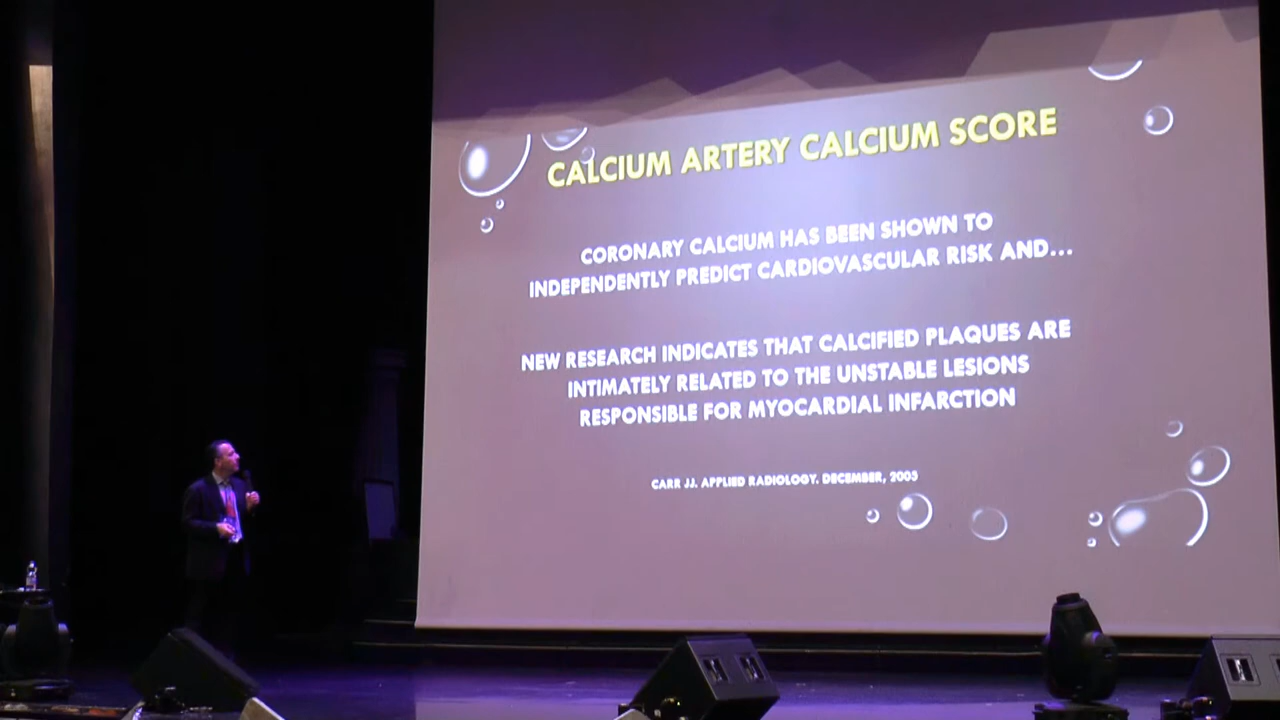 CALCIUM ARTERY CALCIUM SCORE
CORONARY CALCIUM HAS BEEN SHOWN TO
INDEPENDENTLY PREDICT CARDIOVASCULAR RISK AND...
NEW RESEARCH INDICATES THAT CALCIFIED PLAQUES ARE
INTIMATELY RELATED TO THE UNSTABLE LESIONS
RESPONSIBLE FOR MYOCARDIAL INFARCTION
CARR JJ. APPLIED RADIOLOGY. DECEMBER, 2005